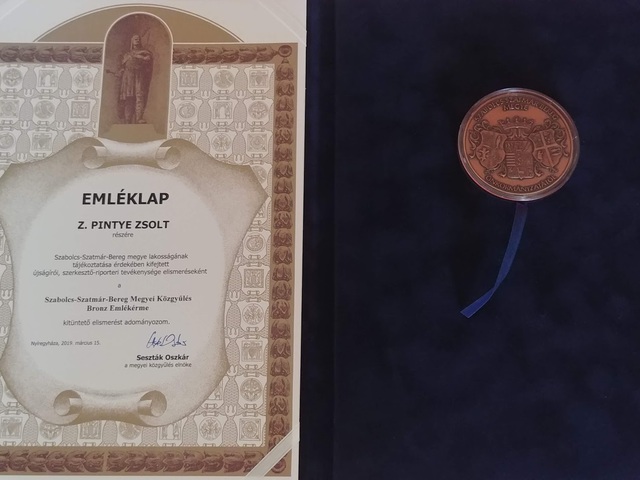 EMLÉKLAP
Z. PINTYE ZSOLT
részére
Szabolcs-Szatmár-Bereg megye lakosságának
tájékoztatása érdekében kifejtett
újságírói, szerkesztő-riporteri tevékenysége elismeréseként
a
Szabolcs-Szatmár-Bereg Megyei Közgyűlés
Bronz Emlékérme
kitüntető elismerést adományozom.
Nyíregyháza, 2019. március 15.
Seszták Oszkár
a megyei közgyűlés elnöke